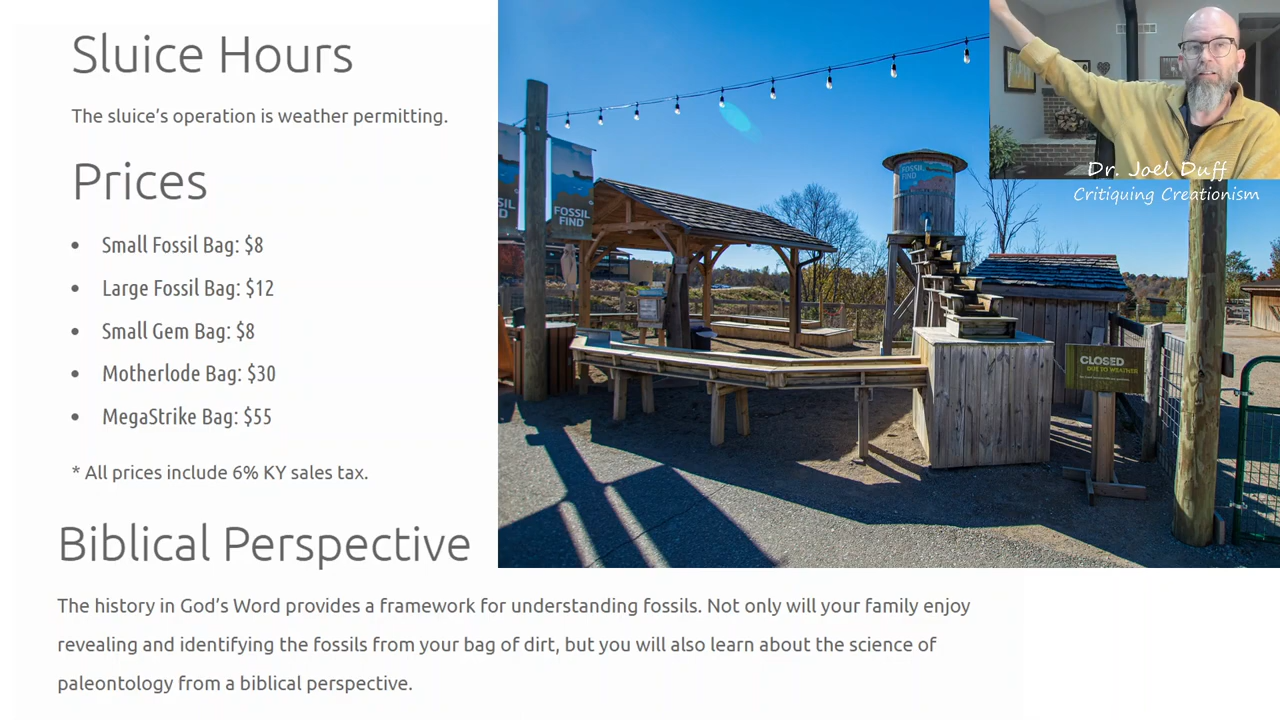 Sluice Hours
The sluice’s operation is weather permitting.
Prices
Small Fossil Bag: $8
Large Fossil Bag: $12
Small Gem Bag: $8
Motherlode Bag: $30
MegaStrike Bag: $55
* All prices include 6% KY sales tax.
Biblical Perspective
The history in God’s Word provides a framework for understanding fossils. Not only will your family enjoy
revealing and identifying the fossils from your bag of dirt, but you will also learn about the science of
paleontology from a biblical perspective.
SIL
D
FOSSIL
FIND
FOSSIL
FIND
CLOSED
DUE TO WEATHER
Dr. Joel Duff
Critiquing Creationism